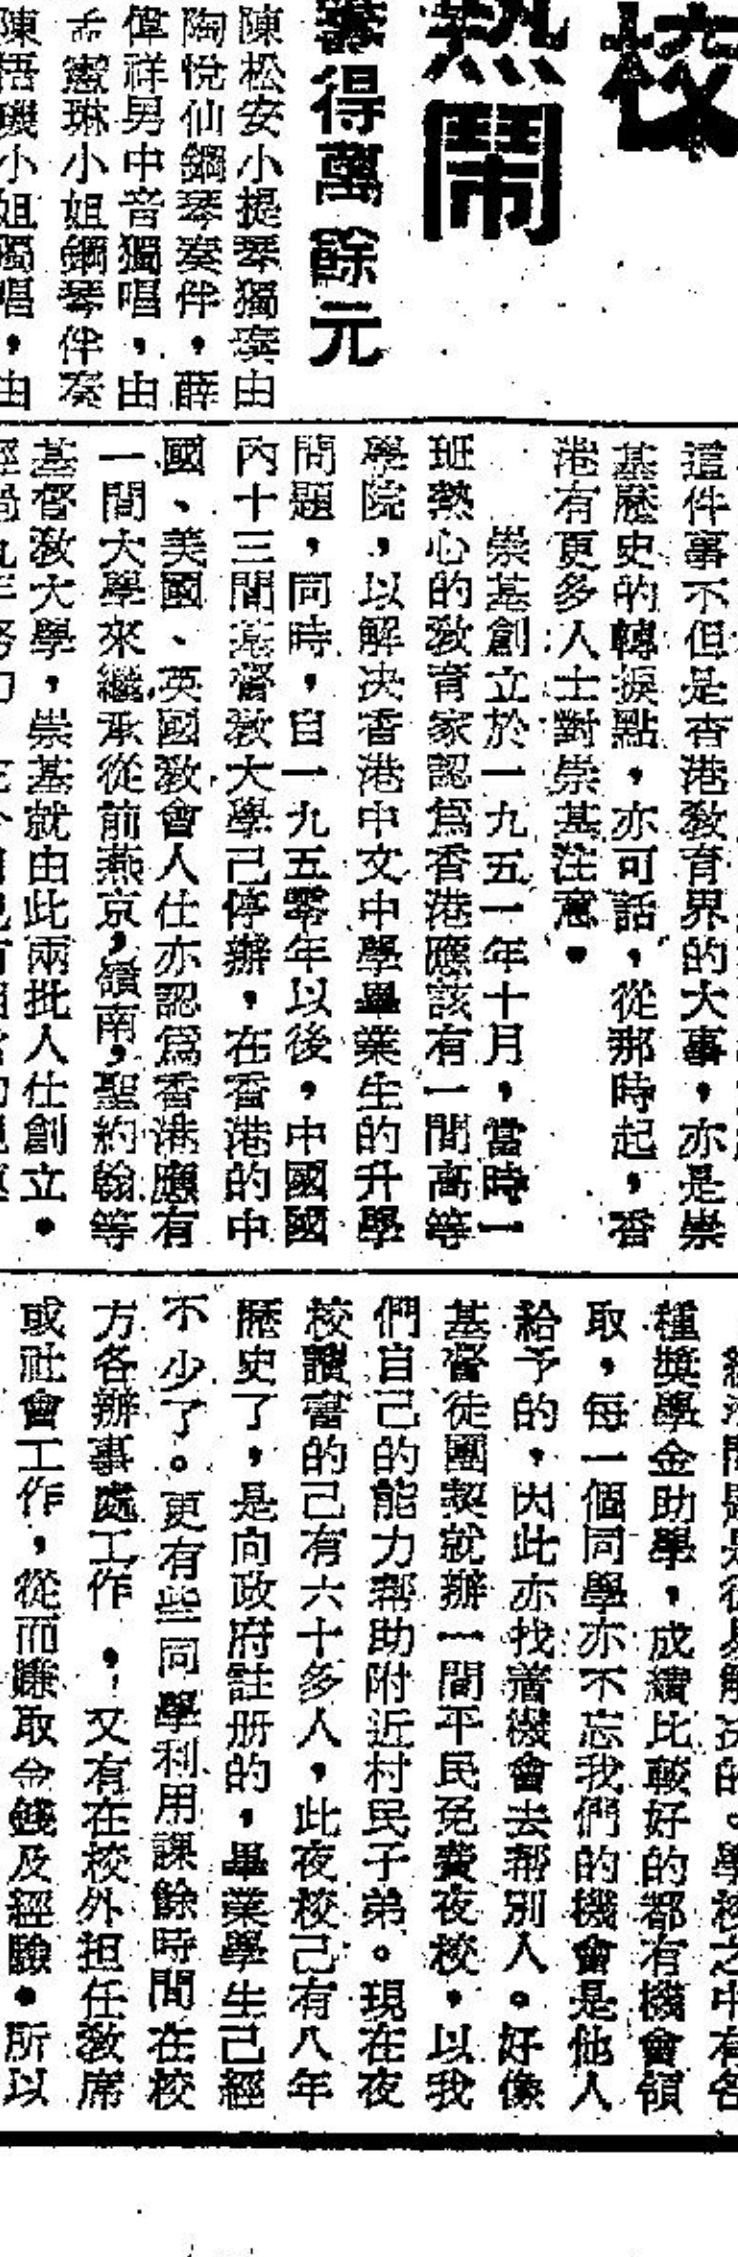 校
熱鬧
籌得萬餘元
陳松安小提琴獨奏由
陶悅仙鋼琴奏伴，薛
偉祥男中音獨唱，由
孟憲琳小姐鋼琴伴奏
陳梧磯小姐獨唱，由
這件事不但是香港敎育界的大事，亦是崇
基歷史的轉捩點，亦可話，從那時起，香
港有更多人士對崇基注意。
崇基創立於一九五一年十月，當時一
班熱心的敎育家認爲香港應該有一間高等
學院，以解决香港中文中學畢業生的升學
問題，同時，自一九五零年以後，中國國
內十三間基督敎大學已停辦，在香港的中
國、美國、英國敎會人仕亦認爲香港應有
一間大學來繼承從前燕京，嶺南，聖約翰等
基督敎大學，崇基就由此兩批人仕創立。
種獎學金助學，成績比較好的都有機會領
取，每一個同學亦不忘我們的機會是他人
給予的，因此亦找着機會去帮別人。好像
基督徒團契就辦一間平民免費夜校，以我
們自己的能力帮助附近村民子弟。現在夜
校讀書的己有六十多人，此夜校己有八年
歷史了，是向政府註册的，畢業學生己經
不少了。更有些同學利用課餘時間在校
方各辦事處工作，又有在校外担任敎席
或社會工作，從而賺取金錢及經驗。所以